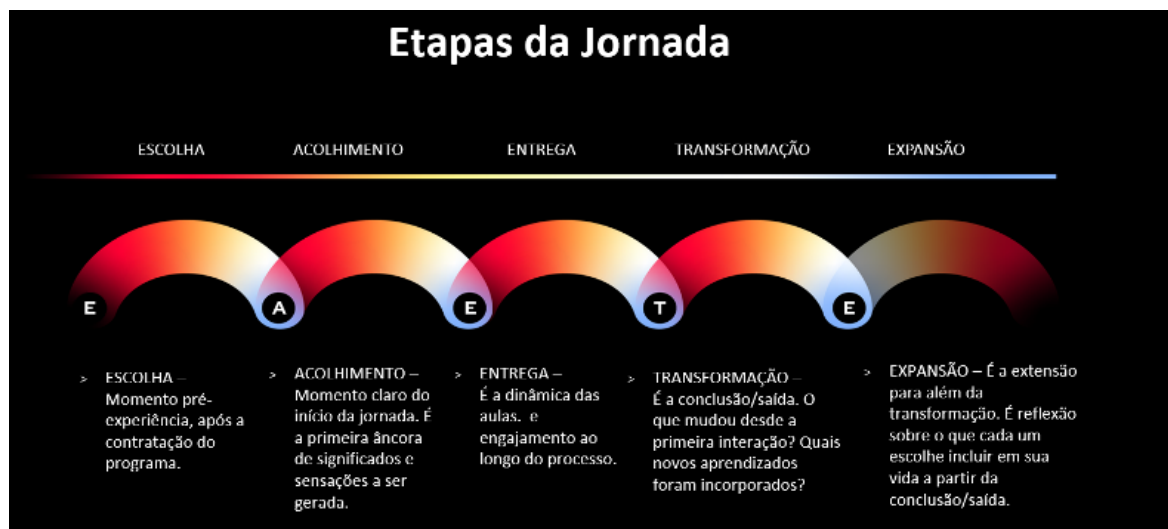 Etapas da Jornada
ESCOLHA
ACOLHIMENTO
ENTREGA
TRANSFORMAÇÃO
EXPANSÃO
E
A
E
T
E
> ESCOLHA –
Momento pré-
experiência, após a
contratação do
programa.
> ACOLHIMENTO –
Momento claro do
início da jornada. É
a primeira âncora
de significados e
sensações a ser
gerada.
> ENTREGA –
É a dinâmica das
aulas. e
engajamento ao
longo do processo.
> TRANSFORMAÇÃO –
É a conclusão/saída. O
que mudou desde a
primeira interação? Quais
novos aprendizados
foram incorporados?
> EXPANSÃO – É a extensão
para além da
transformação. É reflexão
sobre o que cada um
escolhe incluir em sua
vida a partir da
conclusão/saída.